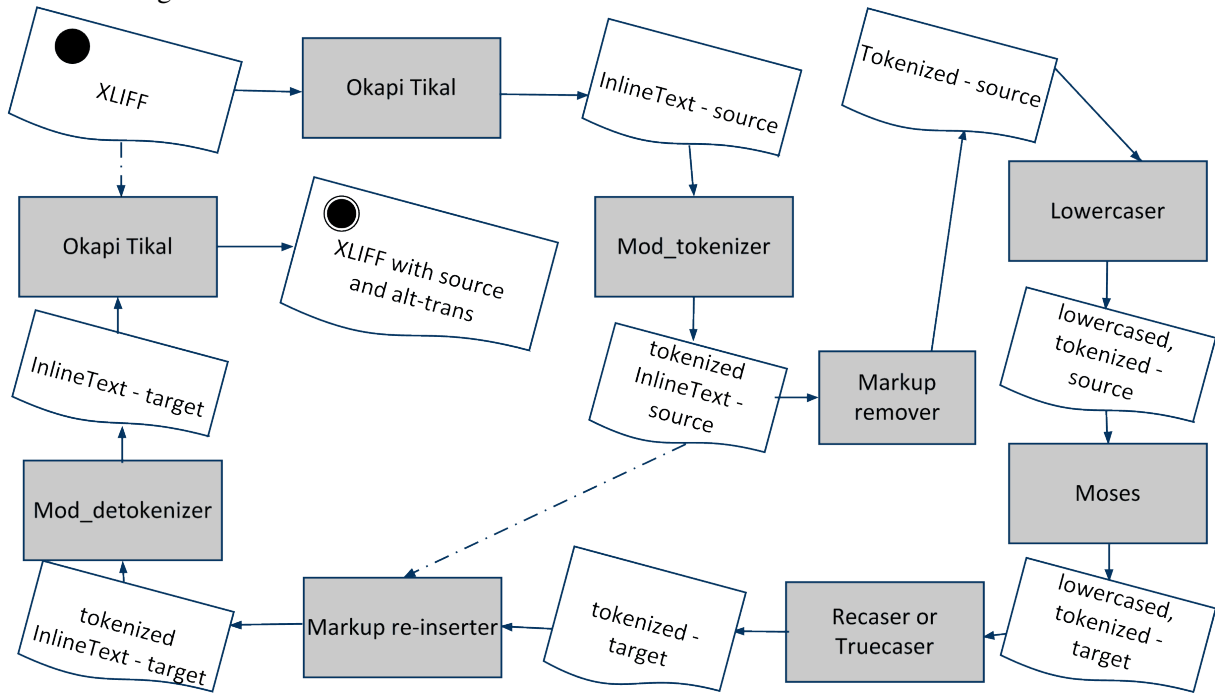 XLIFF
Okapi Tikal
InlineText - source
Tokenized - source
Lowercaser
Okapi Tikal
XLIFF with source
and alt-trans
Mod_tokenizer
lowercased,
tokenized -
source
InlineText - target
tokenized
InlineText -
source
Markup
remover
Moses
Mod_detokenizer
lowercased,
tokenized -
target
Recaser or
Truecaser
tokenized -
target
Markup re-inserter
tokenized
InlineText - target